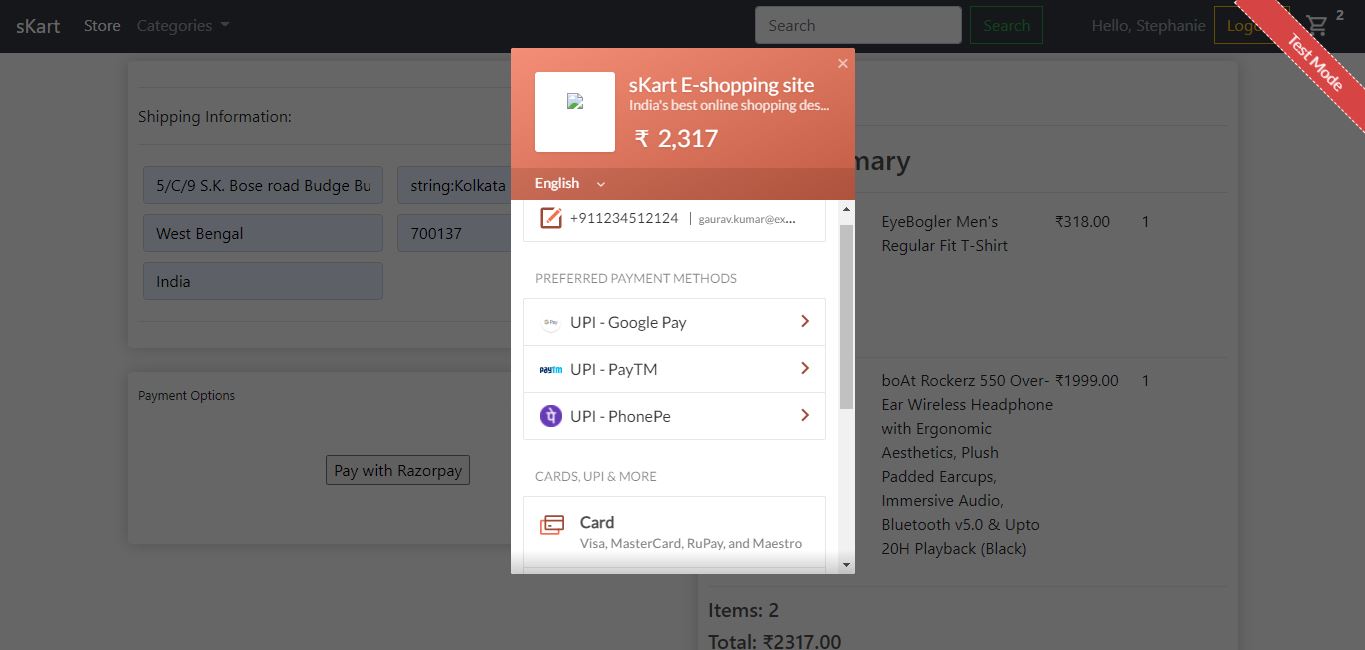 sKart
Store
Categories
Search
Search
Hello, Stephanie
2
Test Mode
Shipping Information:
5/C/9 S.K. Bose road Budge Bu
string:Kolkata
West Bengal
700137
India
Payment Options
Pay with Razorpay
sKart E-shopping site
India's best online shopping des...
₹ 2,317
English
+911234512124 | gaurav.kumar@ex...
PREFERRED PAYMENT METHODS
UPI - Google Pay
paytm UPI - PayTM
UPI - PhonePe
CARDS, UPI & MORE
Card
Visa, MasterCard, RuPay, and Maestro
EyeBogler Men's ₹318.00 1
Regular Fit T-Shirt
boAt Rockerz 550 Over- ₹1999.00 1
Ear Wireless Headphone
with Ergonomic
Aesthetics, Plush
Padded Earcups,
Immersive Audio,
Bluetooth v5.0 & Upto
20H Playback (Black)
Items: 2
Total: ₹2317.00